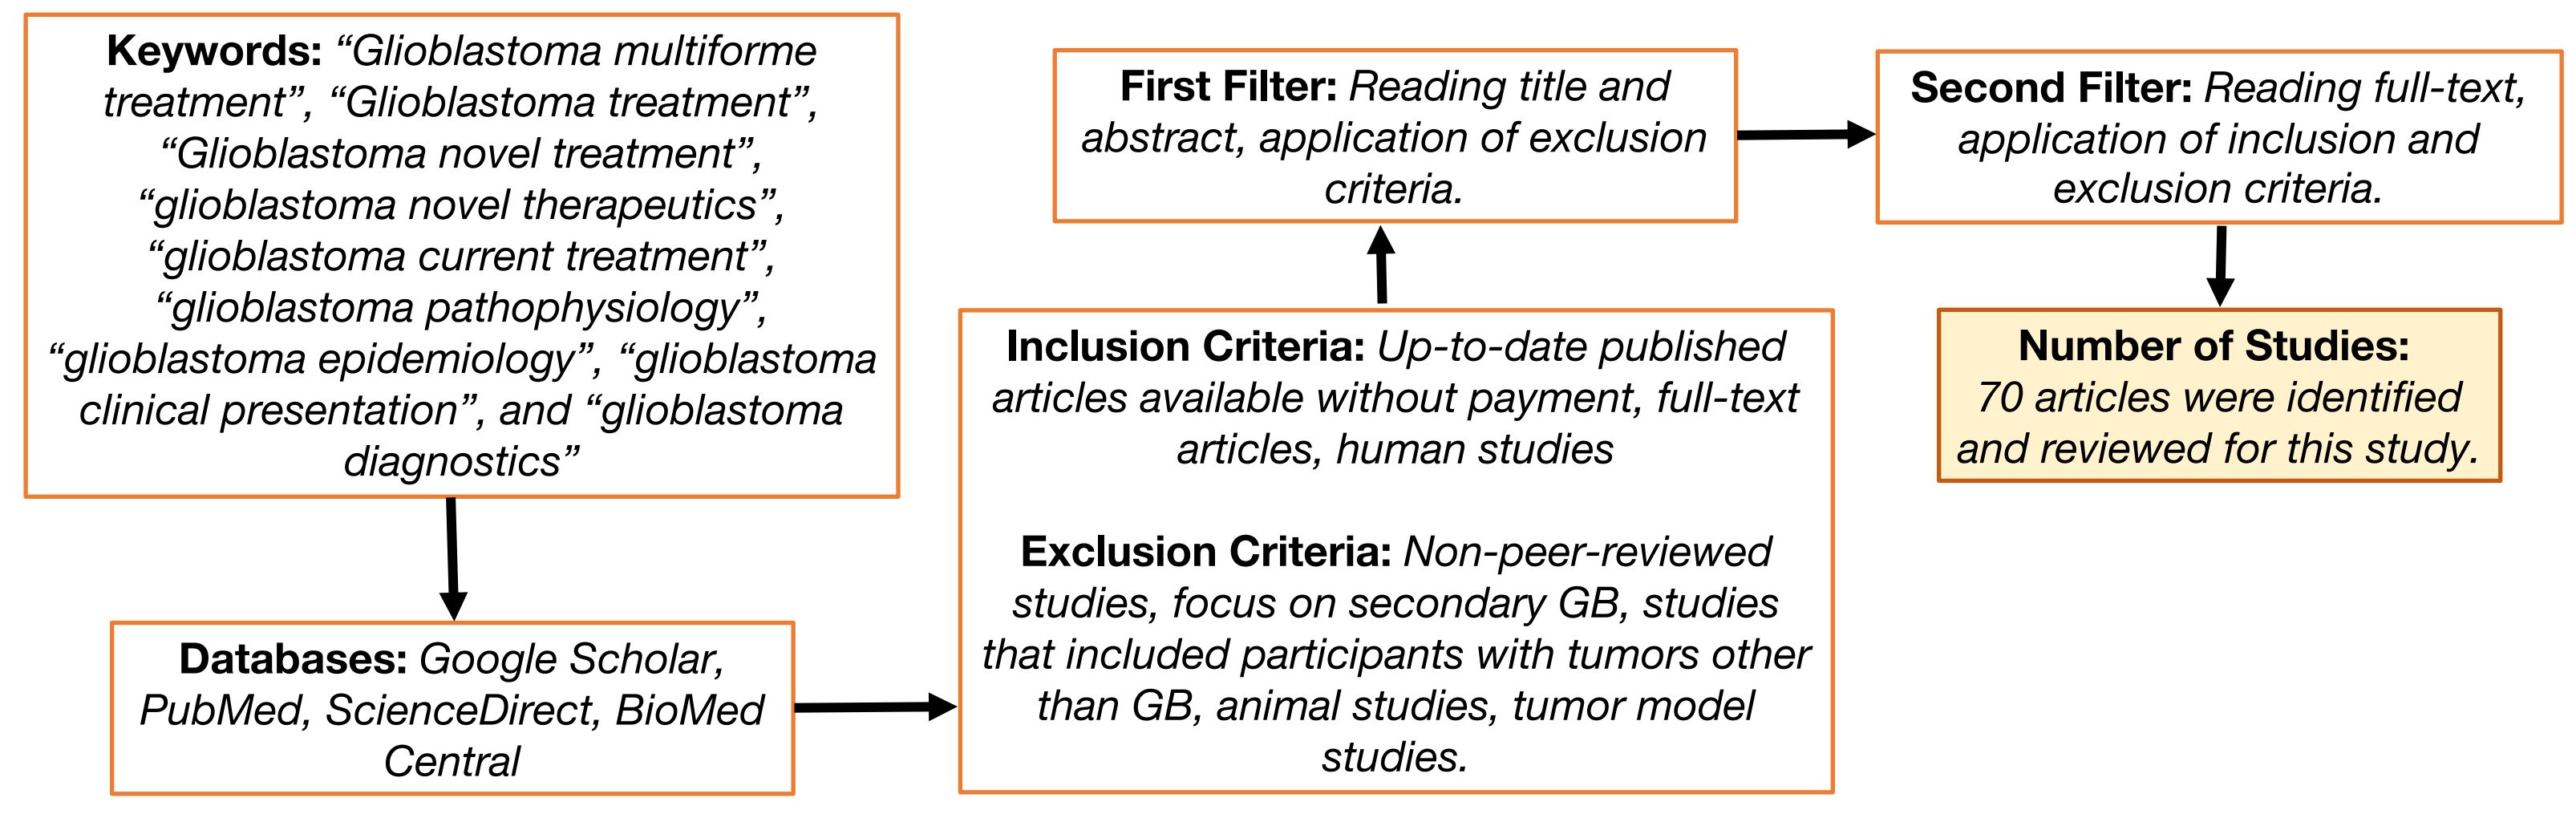 Keywords: “Glioblastoma multiforme
treatment”, “Glioblastoma treatment”,
“Glioblastoma novel treatment”,
“glioblastoma novel therapeutics”,
“glioblastoma current treatment”,
“glioblastoma pathophysiology”,
“glioblastoma epidemiology”, “glioblastoma
clinical presentation”, and “glioblastoma
diagnostics”
Databases: Google Scholar,
PubMed, ScienceDirect, BioMed
Central
Inclusion Criteria: Up-to-date published
articles available without payment, full-text
articles, human studies
Exclusion Criteria: Non-peer-reviewed
studies, focus on secondary GB, studies
that included participants with tumors other
than GB, animal studies, tumor model
studies.
First Filter: Reading title and
abstract, application of exclusion
criteria.
Second Filter: Reading full-text,
application of inclusion and
exclusion criteria.
Number of Studies:
70 articles were identified
and reviewed for this study.